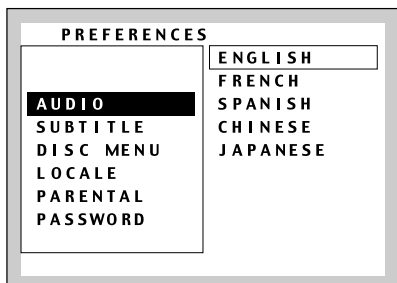 PREFERENCES
AUDIO
SUBTITLE
DISC MENU
LOCALE
PARENTAL
PASSWORD
ENGLISH
FRENCH
SPANISH
CHINESE
JAPANESE